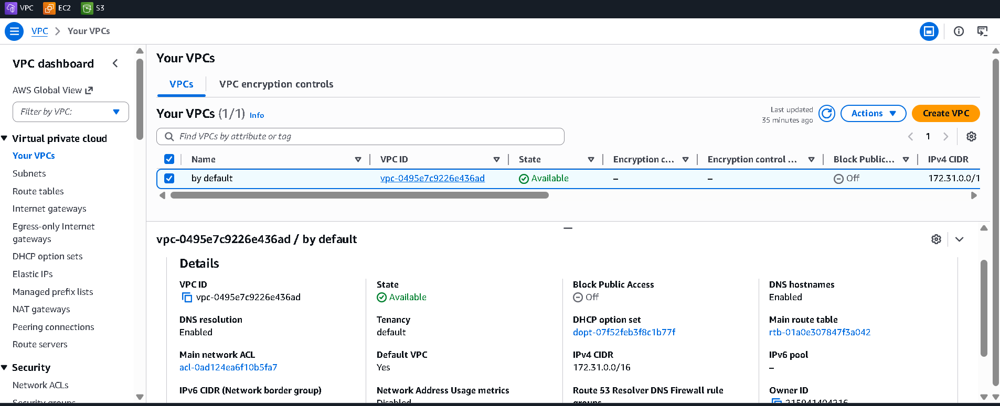 VPC EC2 S3
VPC > Your VPCs
VPC dashboard
AWS Global View
Filter by VPC:
Virtual private cloud
Your VPCs
Subnets
Route tables
Internet gateways
Egress-only Internet
gateways
DHCP option sets
Elastic IPs
Managed prefix lists
NAT gateways
Peering connections
Route servers
Security
Network ACLs
Security groups
Your VPCs
VPCs VPC encryption controls
Your VPCs (1/1) Info
Last updated
35 minutes ago
Actions
Create VPC
Find VPCs by attribute or tag
1
Name VPC ID State Encryption c... Encryption control ... Block Public... IPv4 CIDR
by default vpc-0495e7c9226e436ad Available – – Off 172.31.0.0/1
vpc-0495e7c9226e436ad / by default
Details
VPC ID
vpc-0495e7c9226e436ad
State
Available
Block Public Access
Off
DNS hostnames
Enabled
DNS resolution
Enabled
Tenancy
default
DHCP option set
dopt-07f52feb3f8c1b77f
Main route table
rtb-01a0e307847f3a042
Main network ACL
acl-0ad124ea6f10b5fa7
Default VPC
Yes
IPv4 CIDR
172.31.0.0/16
IPv6 pool
–
IPv6 CIDR (Network border group)
Network Address Usage metrics
Disabled
Route 53 Resolver DNS Firewall rule
groups
Owner ID